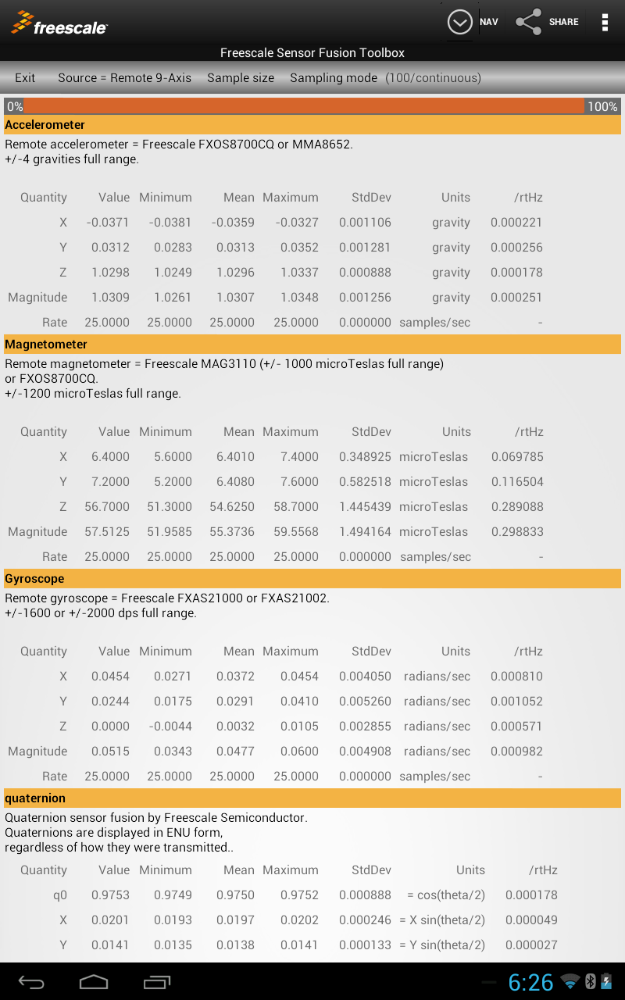 freescale
NAV
SHARE
Freescale Sensor Fusion Toolbox
Exit Source = Remote 9-Axis Sample size Sampling mode (100/continuous)
0% 100%
Accelerometer
Remote accelerometer = Freescale FXOS8700CQ or MMA8652.
+/-4 gravities full range.
Quantity Value Minimum Mean Maximum StdDev Units /rtHz
X -0.0371 -0.0381 -0.0359 -0.0327 0.001106 gravity 0.000221
Y 0.0312 0.0283 0.0313 0.0352 0.001281 gravity 0.000256
Z 1.0298 1.0249 1.0296 1.0337 0.000888 gravity 0.000178
Magnitude 1.0309 1.0261 1.0307 1.0348 0.001256 gravity 0.000251
Rate 25.0000 25.0000 25.0000 25.0000 0.000000 samples/sec -
Magnetometer
Remote magnetometer = Freescale MAG3110 (+/- 1000 microTeslas full range)
or FXOS8700CQ.
+/-1200 microTeslas full range.
Quantity Value Minimum Mean Maximum StdDev Units /rtHz
X 6.4000 5.6000 6.4010 7.4000 0.348925 microTeslas 0.069785
Y 7.2000 5.2000 6.4080 7.6000 0.582518 microTeslas 0.116504
Z 56.7000 51.3000 54.6250 58.7000 1.445439 microTeslas 0.289088
Magnitude 57.5125 51.9585 55.3736 59.5568 1.494164 microTeslas 0.298833
Rate 25.0000 25.0000 25.0000 25.0000 0.000000 samples/sec -
Gyroscope
Remote gyroscope = Freescale FXAS21000 or FXAS21002.
+/-1600 or +/-2000 dps full range.
Quantity Value Minimum Mean Maximum StdDev Units /rtHz
X 0.0454 0.0271 0.0372 0.0454 0.004050 radians/sec 0.000810
Y 0.0244 0.0175 0.0291 0.0410 0.005260 radians/sec 0.001052
Z 0.0000 -0.0044 0.0032 0.0105 0.002855 radians/sec 0.000571
Magnitude 0.0515 0.0343 0.0477 0.0600 0.004908 radians/sec 0.000982
Rate 25.0000 25.0000 25.0000 25.0000 0.000000 samples/sec -
quaternion
Quaternion sensor fusion by Freescale Semiconductor.
Quaternions are displayed in ENU form,
regardless of how they were transmitted..
Quantity Value Minimum Mean Maximum StdDev Units /rtHz
q0 0.9753 0.9749 0.9750 0.9752 0.000888 = cos(theta/2) 0.000178
X 0.0201 0.0193 0.0197 0.0202 0.000246 = X sin(theta/2) 0.000049
Y 0.0141 0.0135 0.0138 0.0141 0.000133 = Y sin(theta/2) 0.000027
6:26